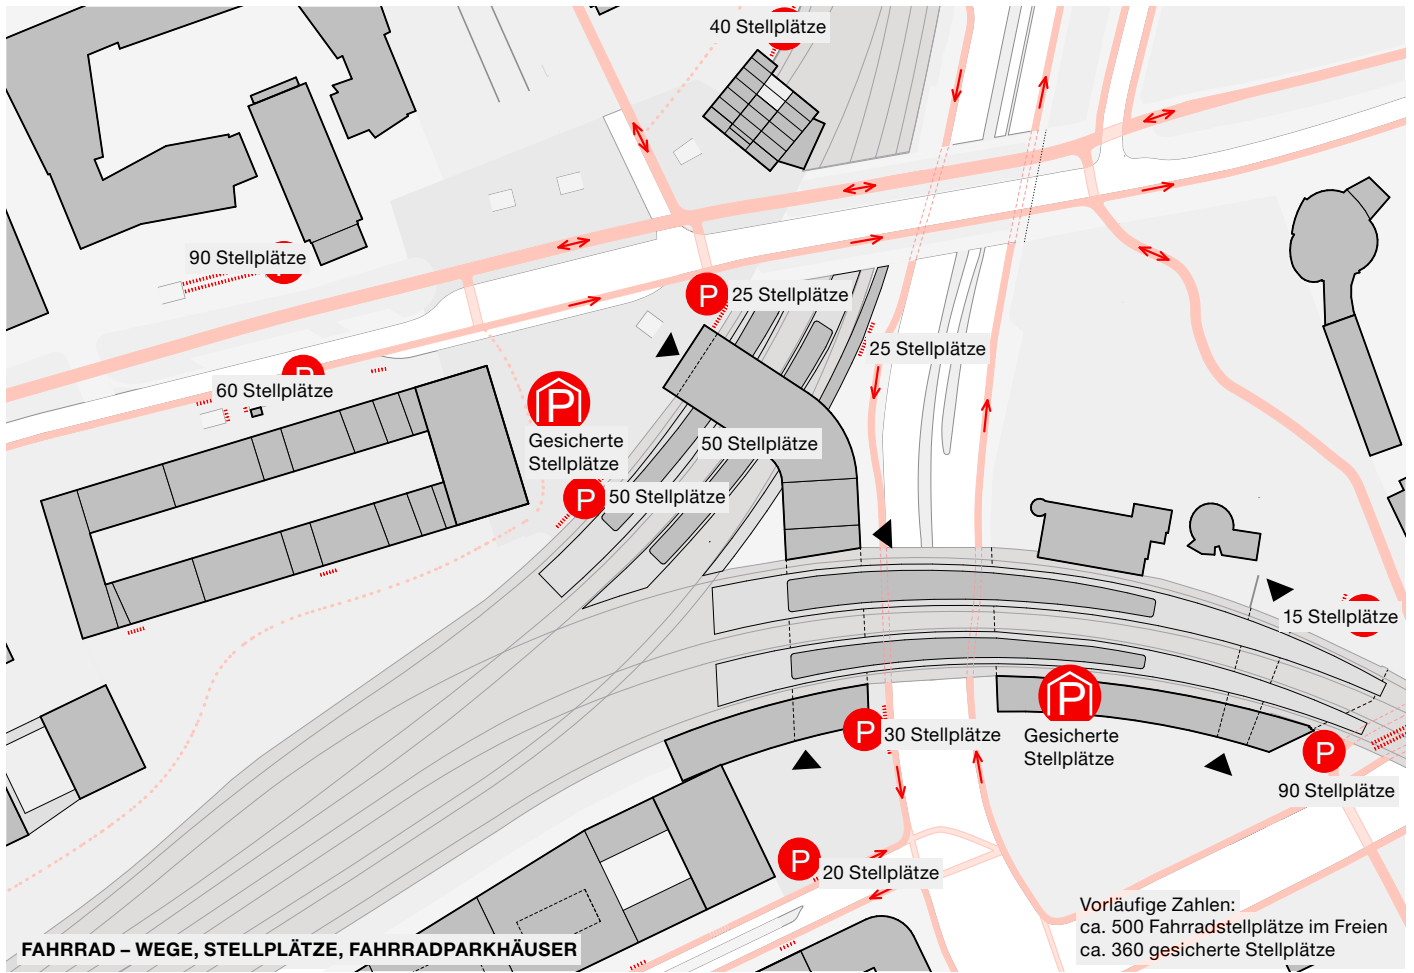 40 Stellplätze
90 Stellplätze
P
P
25 Stellplätze
25 Stellplätze
P
60 Stellplätze
P
Gesicherte
Stellplätze
50 Stellplätze
P
50 Stellplätze
15 Stellplätze
P
Gesicherte
Stellplätze
P
30 Stellplätze
P
90 Stellplätze
P
20 Stellplätze
Vorläufige Zahlen:
ca. 500 Fahrradstellplätze im Freien
ca. 360 gesicherte Stellplätze
FAHRRAD – WEGE, STELLPLÄTZE, FAHRRADPARKHÄUSER